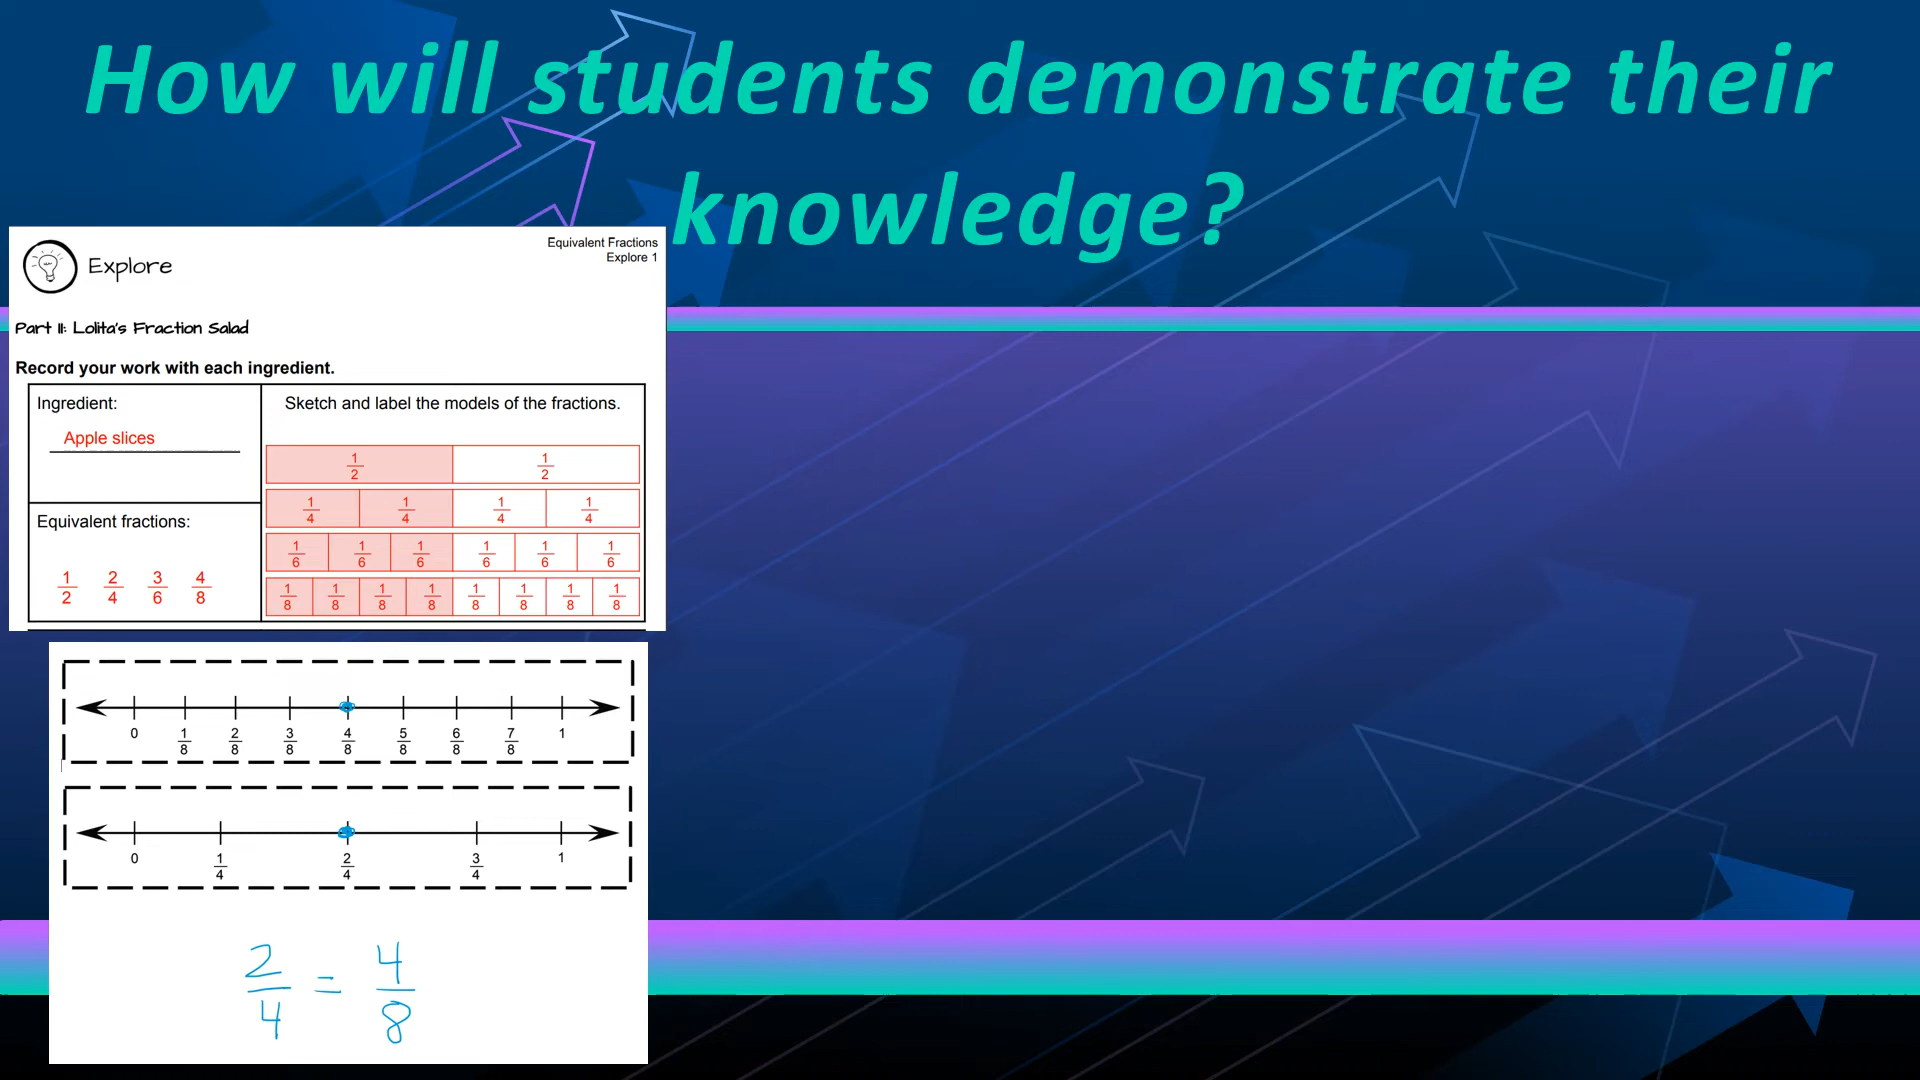 How will students demonstrate their
knowledge?
Equivalent Fractions
Explore 1
Explore
Part II: Lolita's Fraction Salad
Record your work with each ingredient.
Ingredient:
Apple slices
Equivalent fractions:
1/2 2/4 3/6 4/8
Sketch and label the models of the fractions.
1/2 1/2
1/4 1/4 1/4 1/4
1/6 1/6 1/6 1/6 1/6 1/6
1/8 1/8 1/8 1/8 1/8 1/8 1/8 1/8
0 1/8 2/8 3/8 4/8 5/8 6/8 7/8 1
0 1/4 2/4 3/4 1
2/4 = 4/8